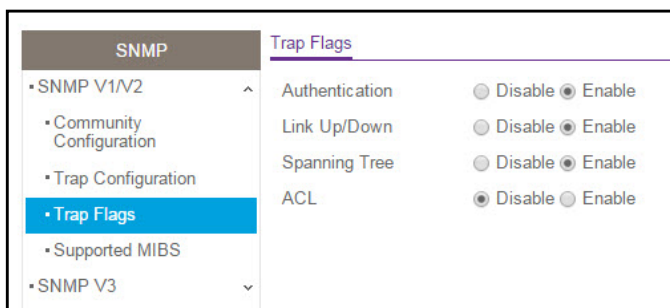 SNMP
Trap Flags
▪ SNMP V1/V2
▪ Community
Configuration
▪ Trap Configuration
▪ Trap Flags
▪ Supported MIBS
▪ SNMP V3
Authentication Disable Enable
Link Up/Down Disable Enable
Spanning Tree Disable Enable
ACL Disable Enable